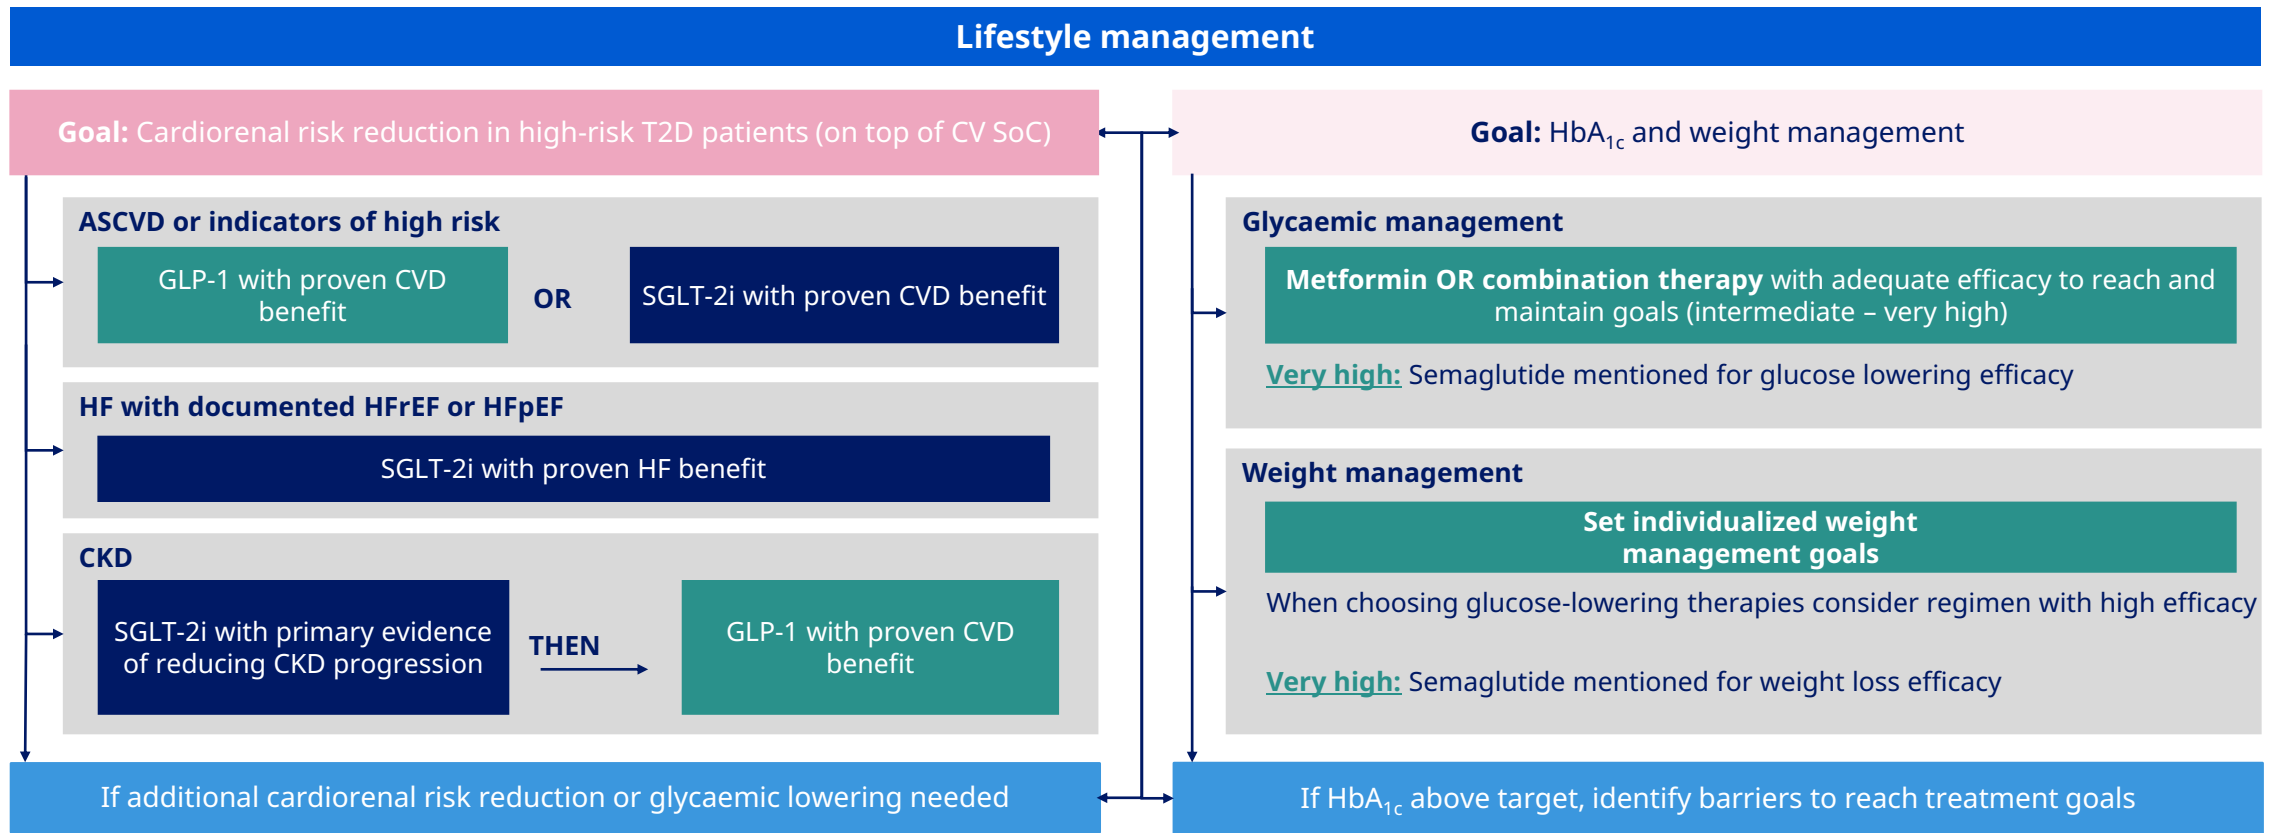 Lifestyle management
Goal: Cardiorenal risk reduction in high-risk T2D patients (on top of CV SoC)
ASCVD or indicators of high risk
GLP-1 with proven CVD
benefit
OR
SGLT-2i with proven CVD benefit
HF with documented HFrEF or HFpEF
SGLT-2i with proven HF benefit
CKD
SGLT-2i with primary evidence
of reducing CKD progression
THEN
GLP-1 with proven CVD
benefit
If additional cardiorenal risk reduction or glycaemic lowering needed
Goal: HbA1c and weight management
Glycaemic management
Metformin OR combination therapy with adequate efficacy to reach and
maintain goals (intermediate – very high)
Very high: Semaglutide mentioned for glucose lowering efficacy
Weight management
Set individualized weight
management goals
When choosing glucose-lowering therapies consider regimen with high efficacy
Very high: Semaglutide mentioned for weight loss efficacy
If HbA1c above target, identify barriers to reach treatment goals